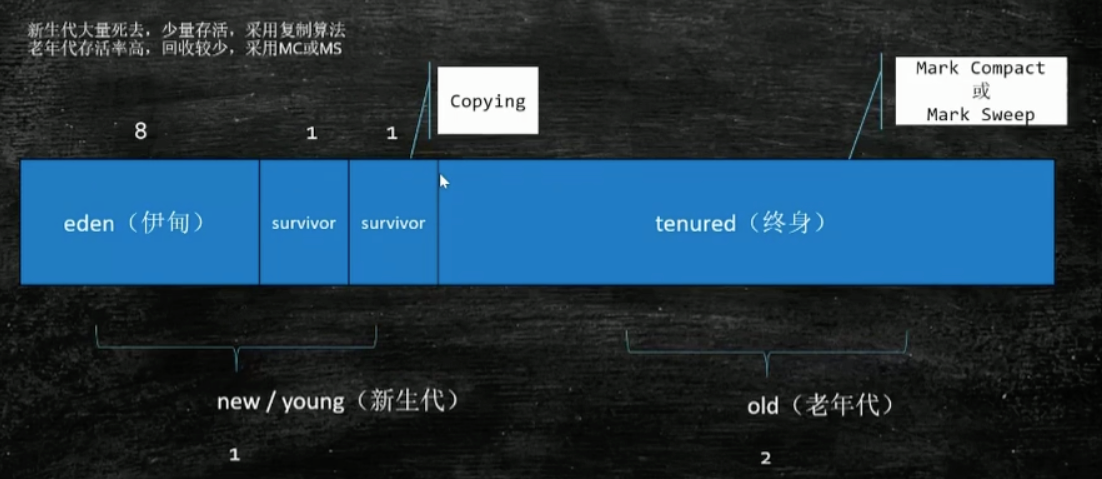 新生代大量死去，少量存活，采用复制算法
老年代存活率高，回收较少，采用MC或MS
Copying
Mark Compact
或
Mark Sweep
8
1
1
eden（伊甸）
survivor
survivor
tenured（终身）
new / young（新生代）
old（老年代）
1
2